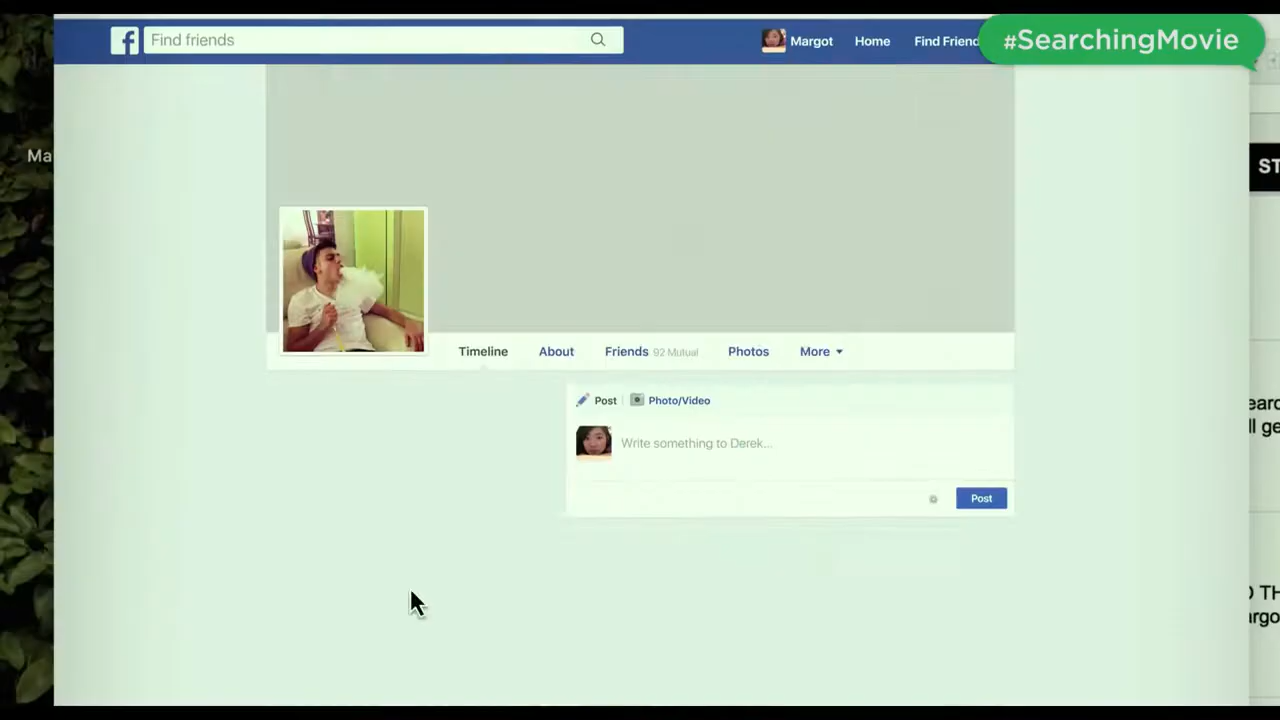 #SearchingMovie
Find friends
Margot
Home
Find Friend
Ma
ST
Timeline
About
Friends 92 Mutual
Photos
More
Post
Photo/Video
Write something to Derek...
Post
earc
ll ge
D TH
argo